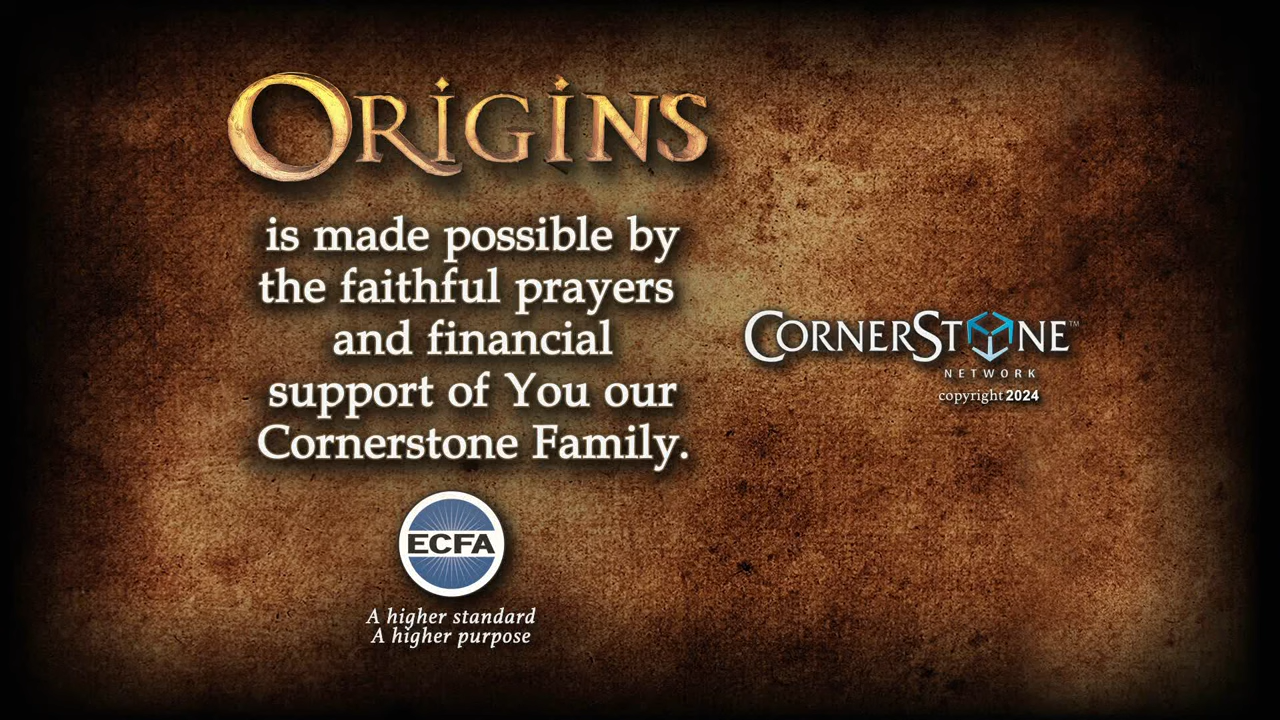 ORIGINS
is made possible by
the faithful prayers
and financial
support of You our
Cornerstone Family.
ECFA
A higher standard
A higher purpose
CORNERSTONE™
NETWORK
copyright 2024